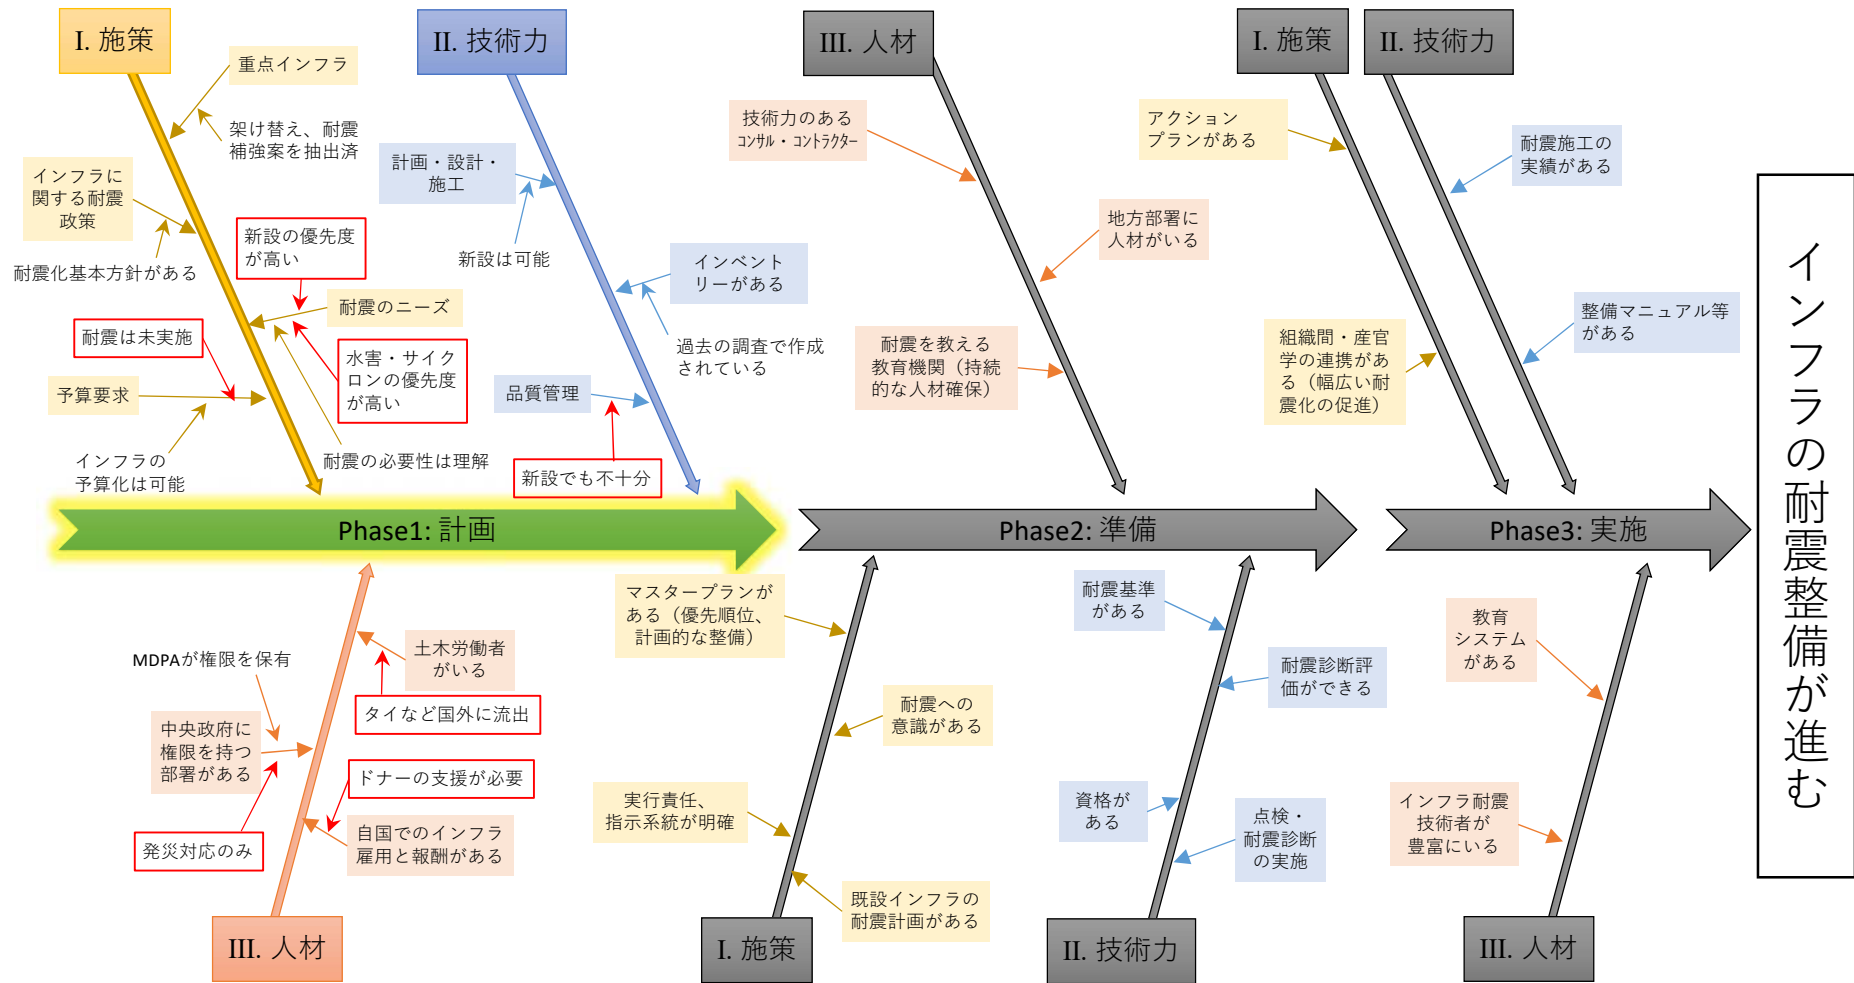 I. 施策
重点インフラ
架け替え、耐震
補強案を抽出済
インフラに
関する耐震
政策
耐震化基本方針がある
新設の優先度
が高い
耐震のニーズ
耐震は未実施
水害・サイク
ロンの優先度
が高い
予算要求
インフラの
予算化は可能
耐震の必要性は理解
II. 技術力
計画・設計・
施工
新設は可能
インベント
リーがある
過去の調査で作成
されている
品質管理
新設でも不十分
III. 人材
技術力のある
コンサル・コントラクター
地方部署に
人材がいる
耐震を教える
教育機関（持続
的な人材確保）
I. 施策
アクション
プランがある
組織間・産官
学の連携があ
る（幅広い耐
震化の促進）
II. 技術力
耐震施工の
実績がある
整備マニュアル等
がある
Phase1: 計画
Phase2: 準備
Phase3: 実施
インフラの耐震整備が進む
土木労働者
がいる
MDPAが権限を保有
タイなど国外に流出
中央政府に
権限を持つ
部署がある
ドナーの支援が必要
発災対応のみ
自国でのインフラ
雇用と報酬がある
III. 人材
マスタープランが
ある（優先順位、
計画的な整備）
耐震への
意識がある
実行責任、
指示系統が明確
既設インフラの
耐震計画がある
I. 施策
耐震基準
がある
耐震診断評
価ができる
資格が
ある
点検・
耐震診断
の実施
II. 技術力
教育
システム
がある
インフラ耐震
技術者が
豊富にいる
III. 人材